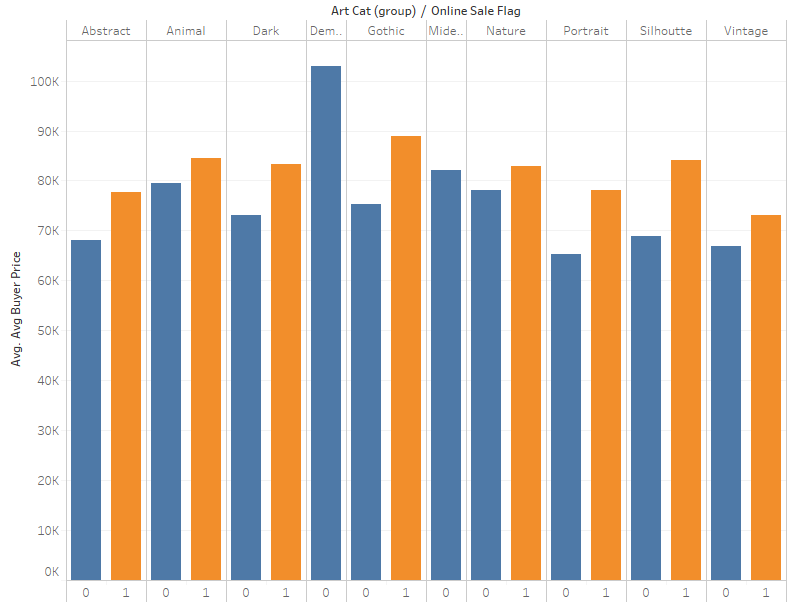 Art Cat (group) / Online Sale Flag
Abstract Animal Dark Dem.. Gothic Mide.. Nature Portrait Silhoutte Vintage
100K
90K
80K
70K
60K
50K
40K
30K
20K
10K
0K
Avg. Avg Buyer Price
0 1 0 1 0 1 0 0 1 0 0 1 0 1 0 1 0 1